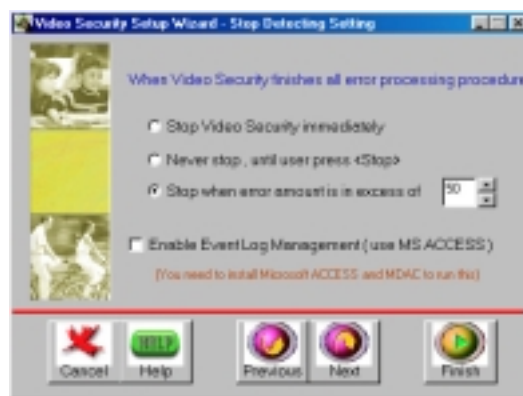 Video Security Setup Wizard - Stop Detecting Setting
When Video Security finishes all error processing procedure
Stop Video Security immediately
Never stop , until user press <Stop>
Stop when error amount is in excess of 50
Enable EventLog Management ( use MS ACCESS )
(You need to install Microsoft ACCESS and MDAC to run this)
HELP
Cancel Help Previous Next Finish